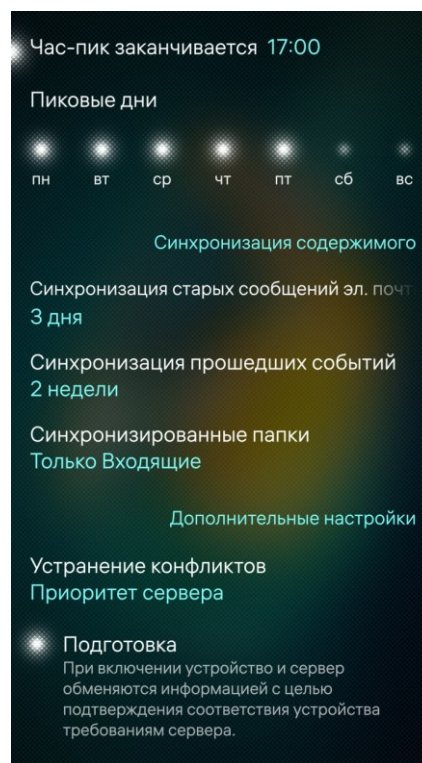 Час-пик заканчивается 17:00
Пиковые дни
пн вт ср чт пт сб вс
Синхронизация содержимого
Синхронизация старых сообщений эл. почт
3 дня
Синхронизация прошедших событий
2 недели
Синхронизированные папки
Только Входящие
Дополнительные настройки
Устранение конфликтов
Приоритет сервера
Подготовка
При включении устройство и сервер
обмениваются информацией с целью
подтверждения соответствия устройства
требованиям сервера.